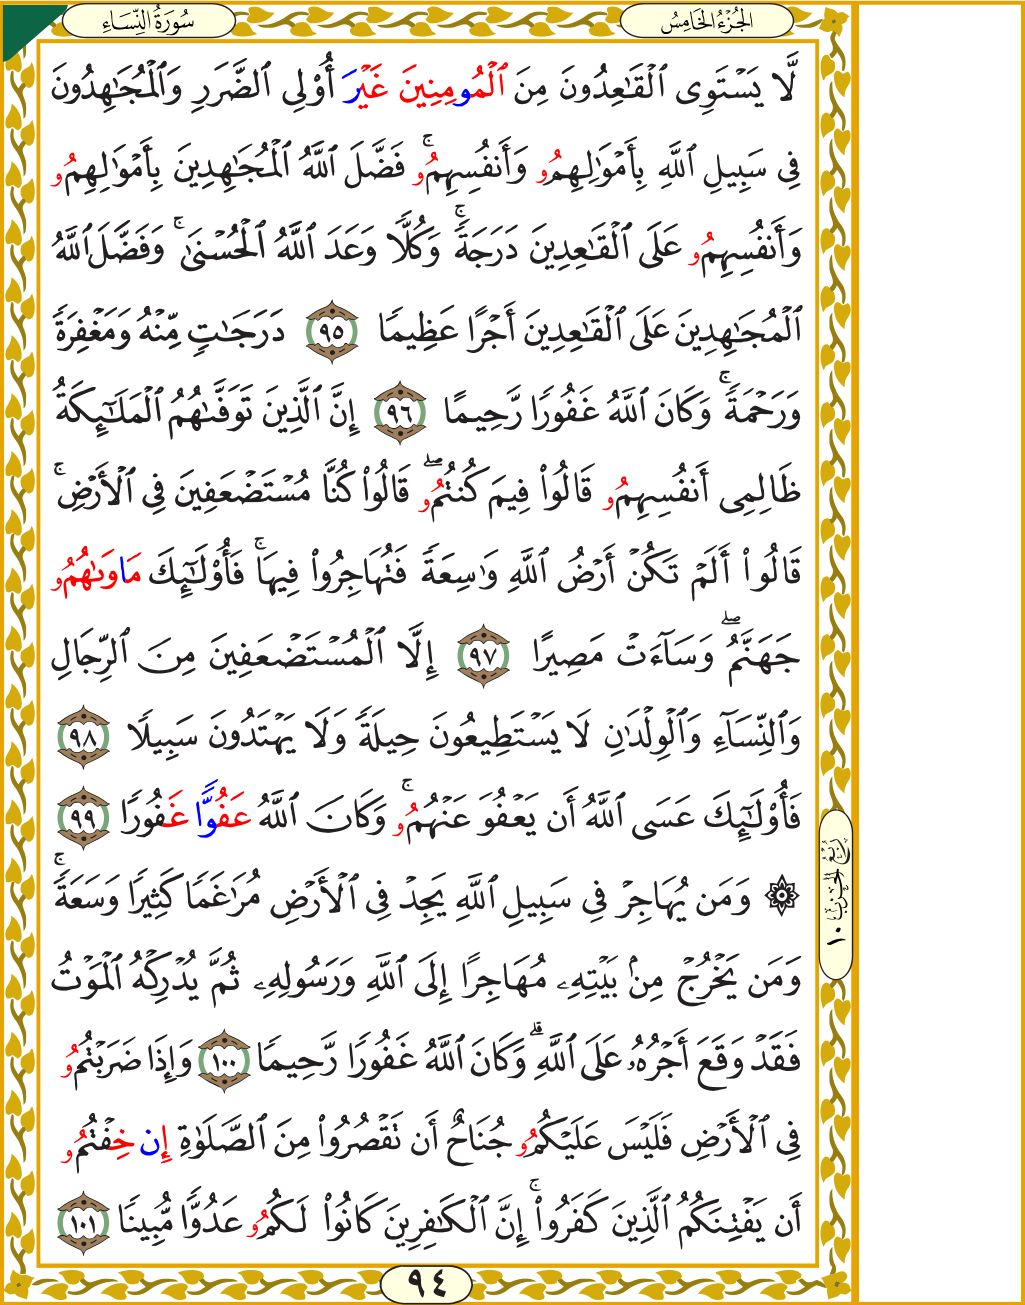 سُورَةُ النِّسَاءِ
الجُزْءُ الخَامِسُ
لَّا يَسْتَوِى ٱلْقَٰعِدُونَ مِنَ ٱلْمُومِنِينَ غَيْرَ أُوْلِى ٱلضَّرَرِ وَٱلْمُجَٰهِدُونَ
فِى سَبِيلِ ٱللَّهِ بِأَمْوَٰلِهِمُو وَأَنفُسِهِمُوۚ فَضَّلَ ٱللَّهُ ٱلْمُجَٰهِدِينَ بِأَمْوَٰلِهِمُو
وَأَنفُسِهِمُو عَلَى ٱلْقَٰعِدِينَ دَرَجَةًۚ وَكُلًّا وَعَدَ ٱللَّهُ ٱلْحُسْنَىٰۚ وَفَضَّلَ ٱللَّهُ
ٱلْمُجَٰهِدِينَ عَلَى ٱلْقَٰعِدِينَ أَجْرًا عَظِيمًا ٩٥ دَرَجَٰتٍ مِّنْهُ وَمَغْفِرَةً
وَرَحْمَةًۚ وَكَانَ ٱللَّهُ غَفُورًا رَّحِيمًا ٩٦ إِنَّ ٱلَّذِينَ تَوَفَّىٰهُمُ ٱلْمَلَٰٓئِكَةُ
ظَالِمِى أَنفُسِهِمُو قَالُوا۟ فِيمَ كُنتُمُوۖ قَالُوا۟ كُنَّا مُسْتَضْعَفِينَ فِى ٱلْأَرْضِۚ
قَالُوٓا۟ أَلَمْ تَكُنْ أَرْضُ ٱللَّهِ وَٰسِعَةً فَتُهَاجِرُوا۟ فِيهَاۚ فَأُوْلَٰٓئِكَ مَاوَىٰهُمُو
جَهَنَّمُۖ وَسَآءَتْ مَصِيرًا ٩٧ إِلَّا ٱلْمُسْتَضْعَفِينَ مِنَ ٱلرِّجَالِ
وَٱلنِّسَآءِ وَٱلْوِلْدَٰنِ لَا يَسْتَطِيعُونَ حِيلَةً وَلَا يَهْتَدُونَ سَبِيلًا ٩٨
فَأُوْلَٰٓئِكَ عَسَى ٱللَّهُ أَن يَعْفُوَ عَنْهُمُوۚ وَكَانَ ٱللَّهُ عَفُوًّا غَفُورًا ٩٩
۞ وَمَن يُهَاجِرْ فِى سَبِيلِ ٱللَّهِ يَجِدْ فِى ٱلْأَرْضِ مُرَٰغَمًا كَثِيرًا وَسَعَةًۚ
وَمَن يَخْرُجْ مِنۢ بَيْتِهِۦ مُهَاجِرًا إِلَى ٱللَّهِ وَرَسُولِهِۦ ثُمَّ يُدْرِكْهُ ٱلْمَوْتُ
فَقَدْ وَقَعَ أَجْرُهُۥ عَلَى ٱللَّهِۗ وَكَانَ ٱللَّهُ غَفُورًا رَّحِيمًا ١٠٠ وَإِذَا ضَرَبْتُمُو
فِى ٱلْأَرْضِ فَلَيْسَ عَلَيْكُمُو جُنَاحٌ أَن تَقْصُرُوا۟ مِنَ ٱلصَّلَوٰةِ إِن خِفْتُمُو
أَن يَفْتِنَكُمُ ٱلَّذِينَ كَفَرُوٓا۟ۚ إِنَّ ٱلْكَٰفِرِينَ كَانُوا۟ لَكُمُو عَدُوًّا مُّبِينًا ١٠١
رُبْعُ الحِزْبِ ١٠
٩٤